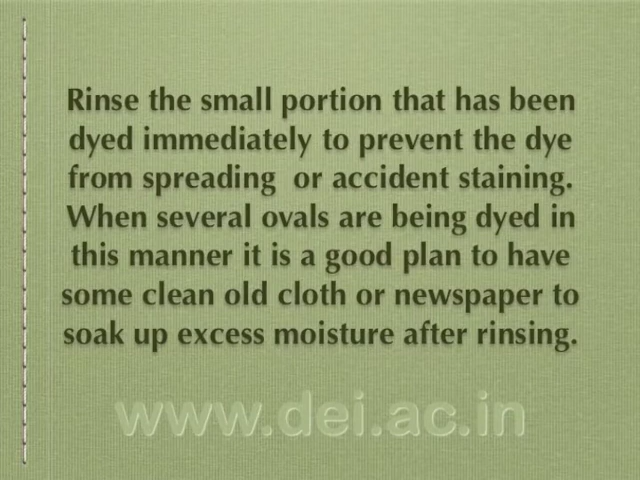 Rinse the small portion that has been
dyed immediately to prevent the dye
from spreading  or accident staining.
When several ovals are being dyed in
this manner it is a good plan to have
some clean old cloth or newspaper to
soak up excess moisture after rinsing.
www.dei.ac.in